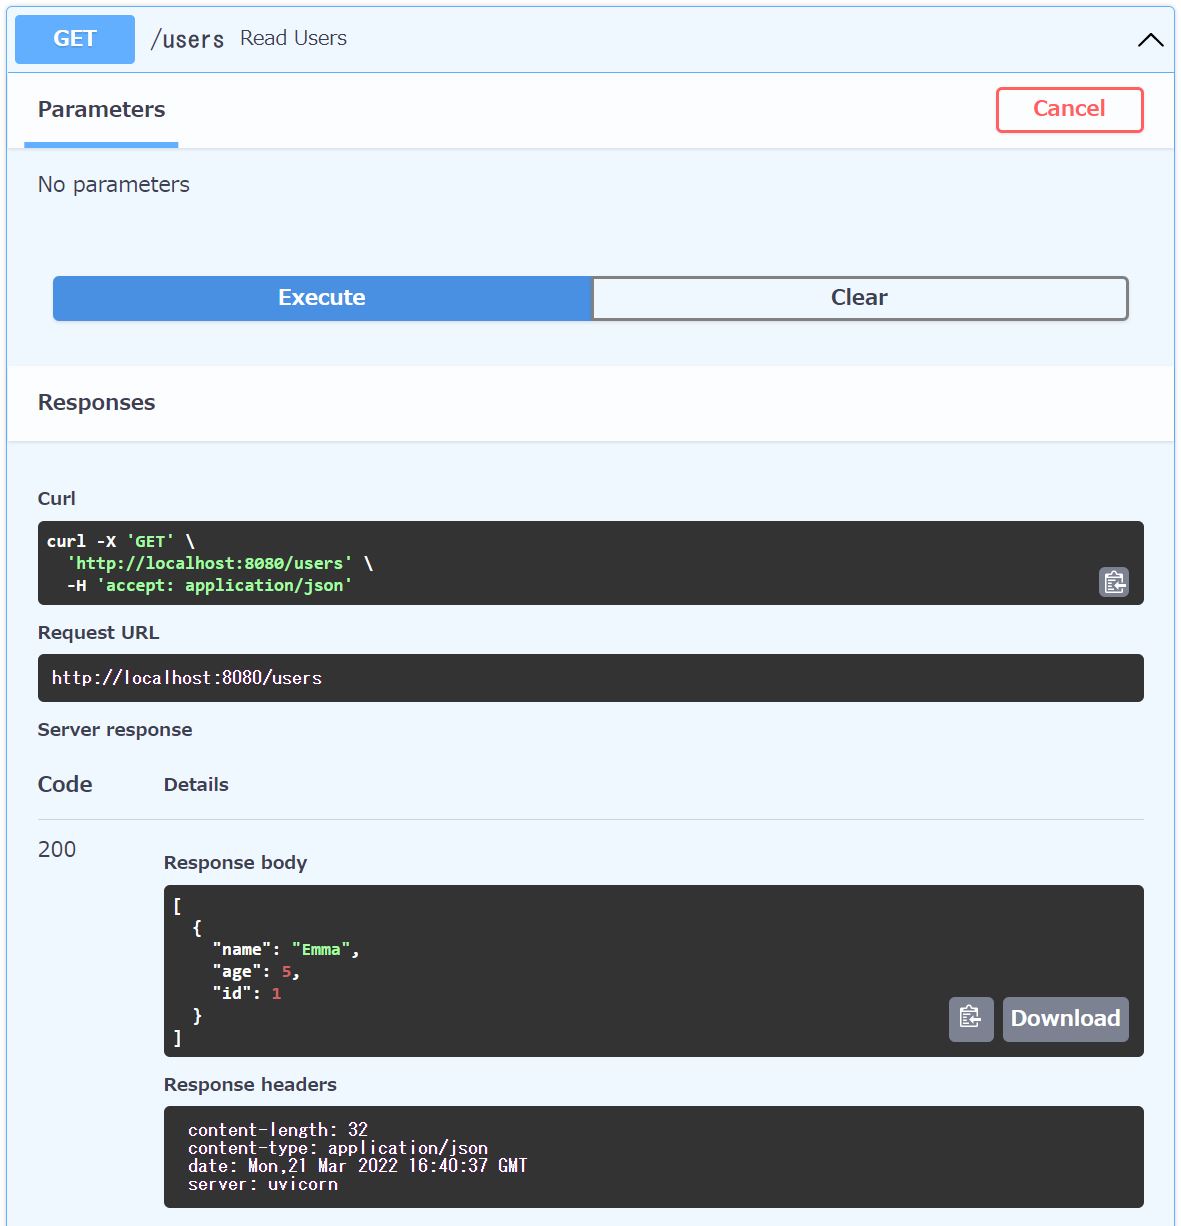 GET /users Read Users
Parameters
Cancel
No parameters
Execute
Clear
Responses
Curl
curl -X 'GET' \
  'http://localhost:8080/users' \
  -H 'accept: application/json'
Request URL
http://localhost:8080/users
Server response
Code Details
200
Response body
[
  {
    "name": "Emma",
    "age": 5,
    "id": 1
  }
]
Download
Response headers
content-length: 32
content-type: application/json
date: Mon,21 Mar 2022 16:40:37 GMT
server: uvicorn